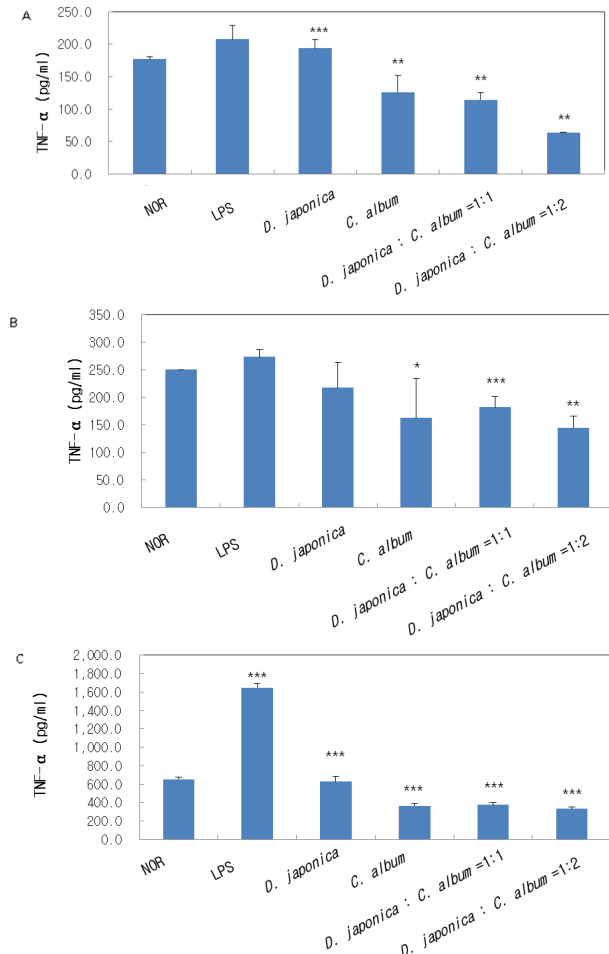 A
TNF-α (pg/ml)
250.0
200.0
150.0
100.0
50.0
0.0
***
**
**
**
NOR
LPS
D. japonica
C. album
D. japonica : C. album =1:1
D. japonica : C. album =1:2
B
TNF-α (pg/ml)
350.0
300.0
250.0
200.0
150.0
100.0
50.0
0.0
*
***
**
NOR
LPS
D. japonica
C. album
D. japonica : C. album =1:1
D. japonica : C. album =1:2
C
TNF-α (pg/ml)
2,000.0
1,800.0
1,600.0
1,400.0
1,200.0
1,000.0
800.0
600.0
400.0
200.0
0.0
***
***
***
***
***
NOR
LPS
D. japonica
C. album
D. japonica : C. album =1:1
D. japonica : C. album =1:2